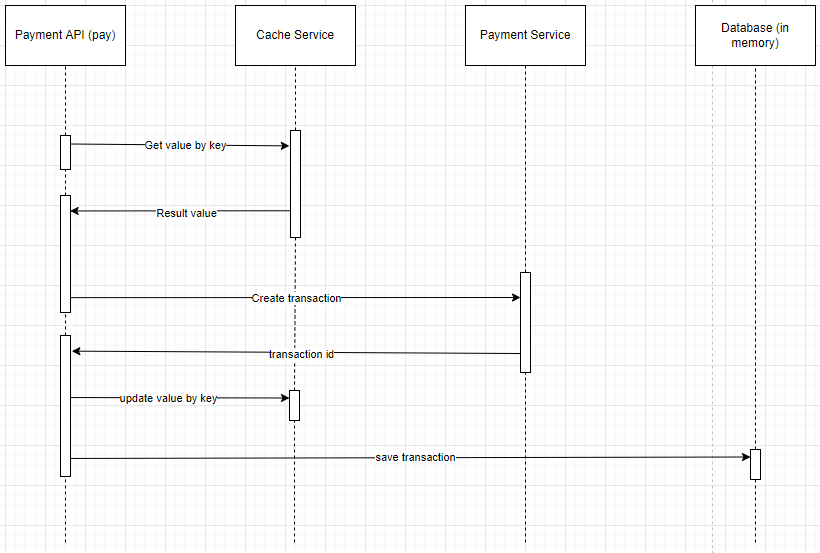 Payment API (pay)
Cache Service
Payment Service
Database (in
memory)
Get value by key
Result value
Create transaction
transaction id
update value by key
save transaction